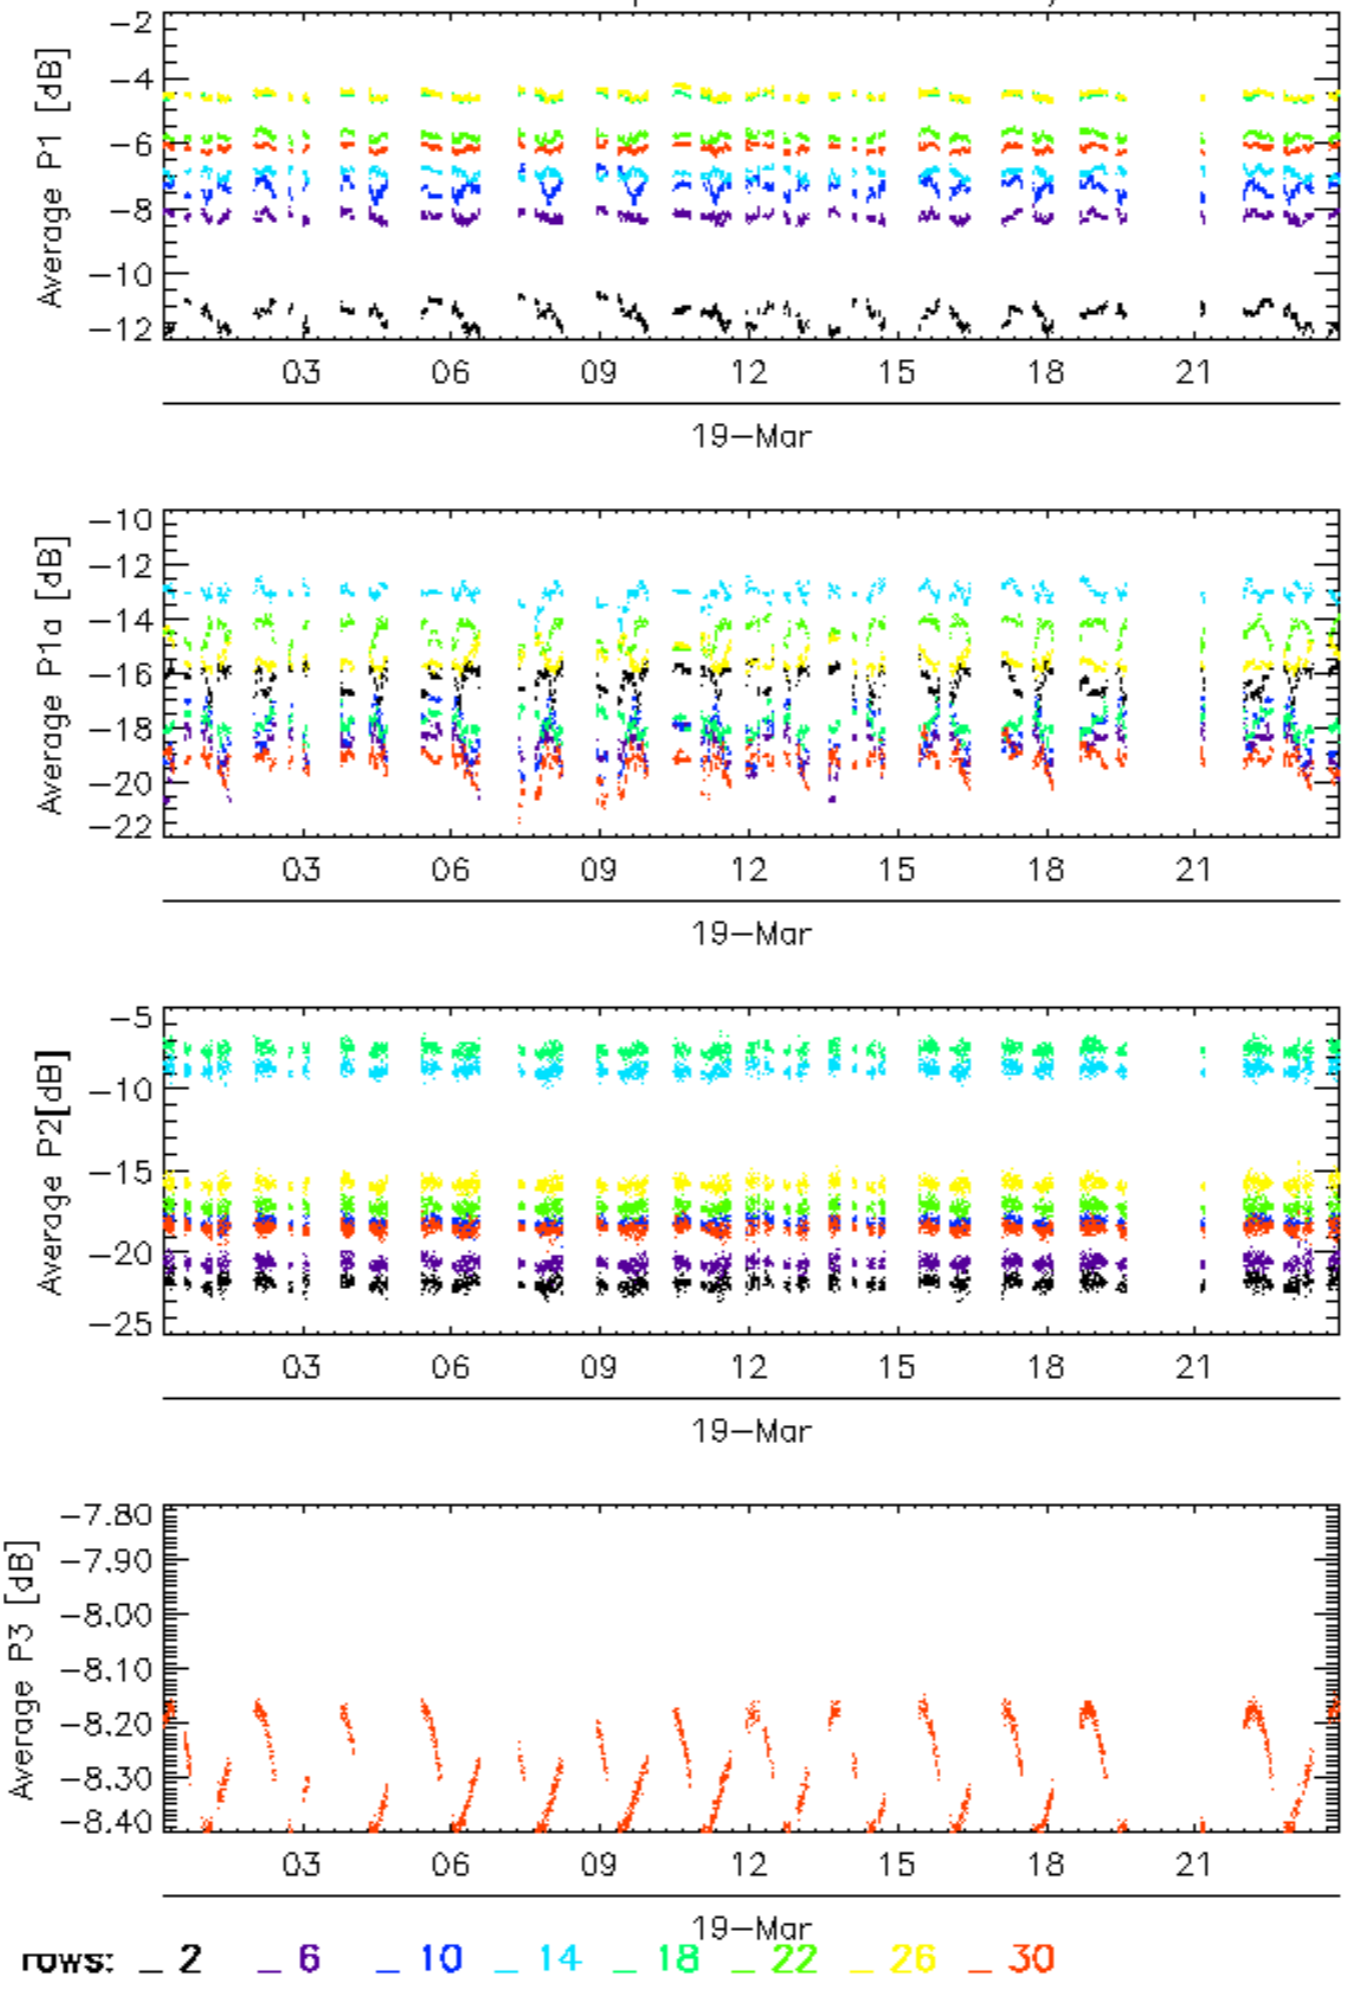 Average P1 [dB]
−2
−4
−6
−8
−10
−12
03 06 09 12 15 18 21
19−Mar
Average P1a [dB]
−10
−12
−14
−16
−18
−20
−22
03 06 09 12 15 18 21
19−Mar
Average P2[dB]
−5
−10
−15
−20
−25
03 06 09 12 15 18 21
19−Mar
Average P3 [dB]
−7.80
−7.90
−8.00
−8.10
−8.20
−8.30
−8.40
03 06 09 12 15 18 21
19−Mar
rows: _ 2 _ 6 _ 10 _ 14 _ 18 _ 22 _ 26 _ 30